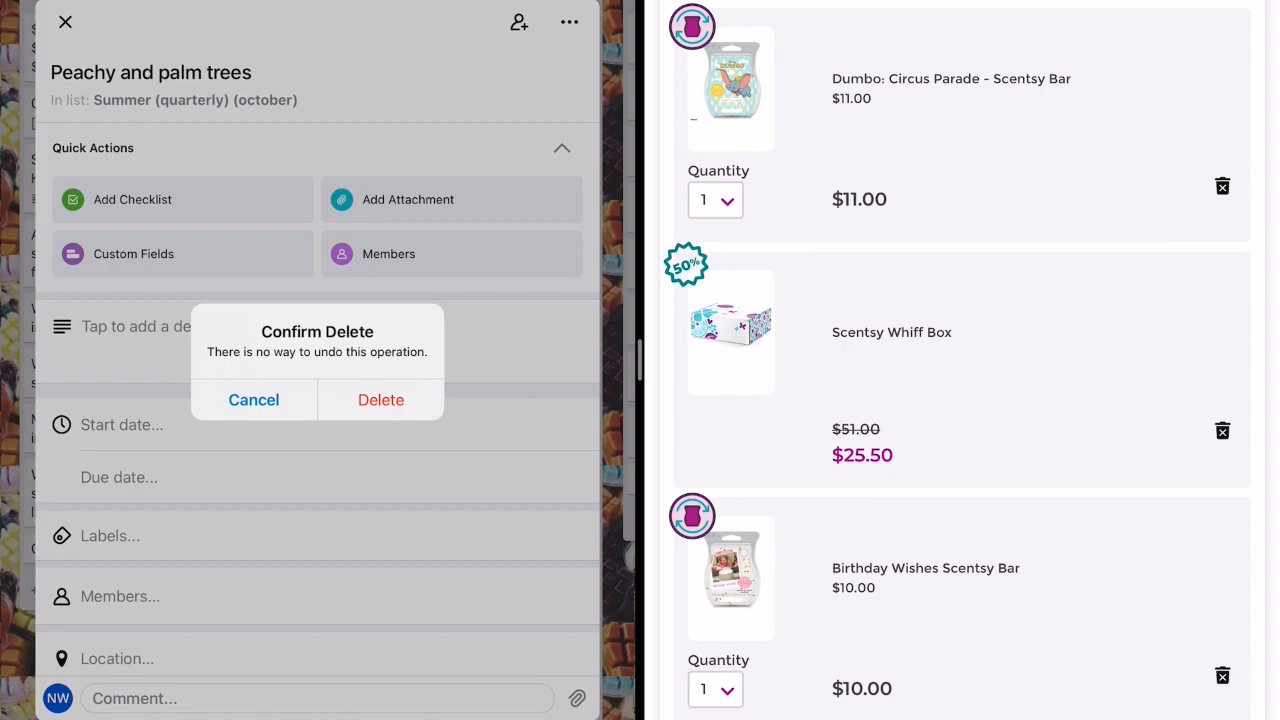 Peachy and palm trees
In list: Summer (quarterly) (october)
Quick Actions
Add Checklist
Add Attachment
Custom Fields
Members
Tap to add a de
Confirm Delete
There is no way to undo this operation.
Cancel
Delete
Start date...
Due date...
Labels...
Members...
Location...
NW
Comment...
DUMBO
Dumbo: Circus Parade - Scentsy Bar
$11.00
Quantity
1
$11.00
50%
Scentsy Whiff Box
$51.00
$25.50
Birthday Wishes Scentsy Bar
$10.00
Quantity
1
$10.00